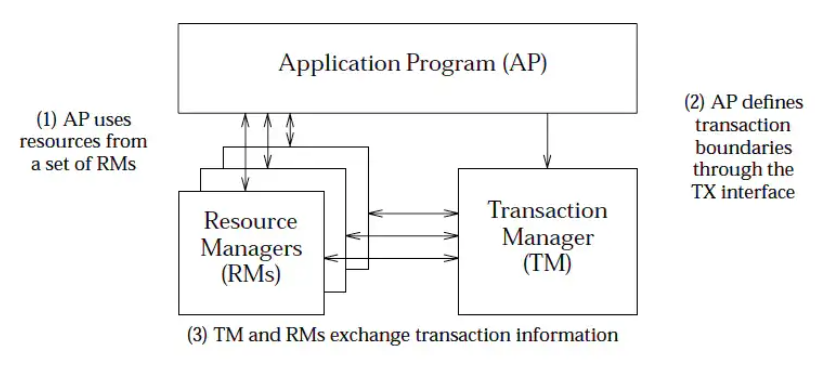 Application Program (AP)
(1) AP uses
resources from
a set of RMs
(2) AP defines
transaction
boundaries
through the
TX interface
Resource
Managers
(RMs)
Transaction
Manager
(TM)
(3) TM and RMs exchange transaction information